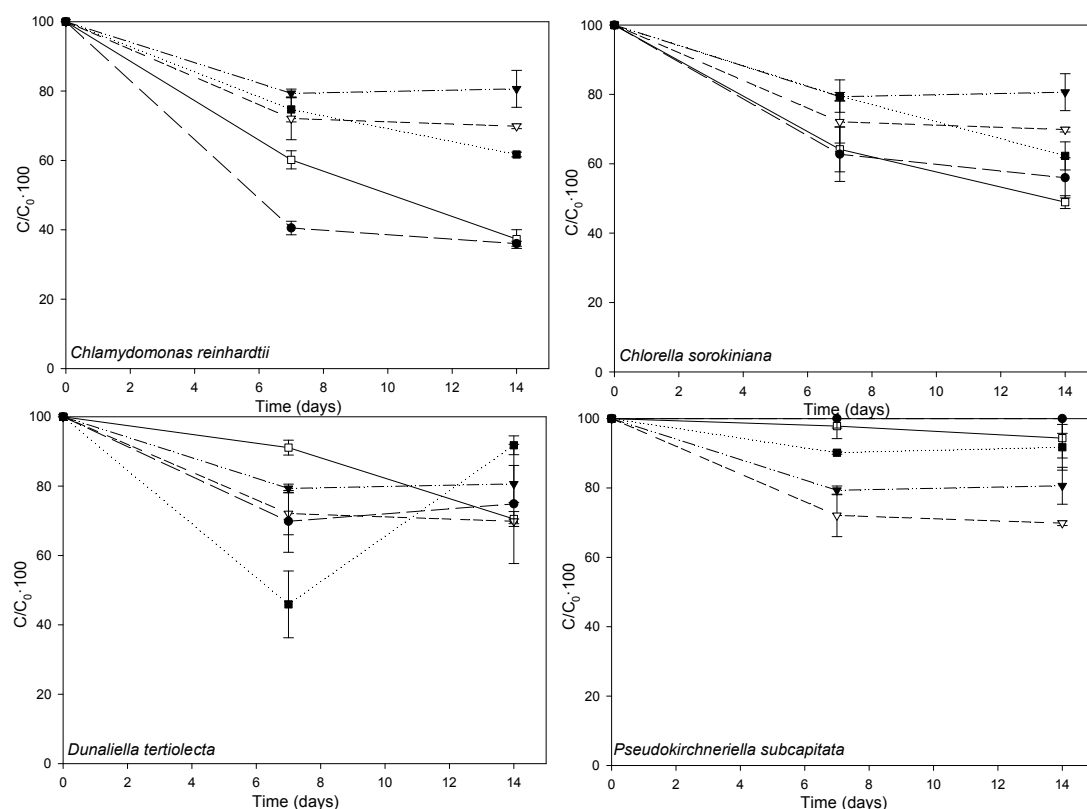 100
80
60
40
20
0
C/C0·100
Chlamydomonas reinhardtii
0 2 4 6 8 10 12 14
Time (days)
100
80
60
40
20
0
C/C0·100
Chlorella sorokiniana
0 2 4 6 8 10 12 14
Time (days)
100
80
60
40
20
0
C/C0·100
Dunaliella tertiolecta
0 2 4 6 8 10 12 14
Time (days)
100
80
60
40
20
0
C/C0·100
Pseudokirchneriella subcapitata
0 2 4 6 8 10 12 14
Time (days)